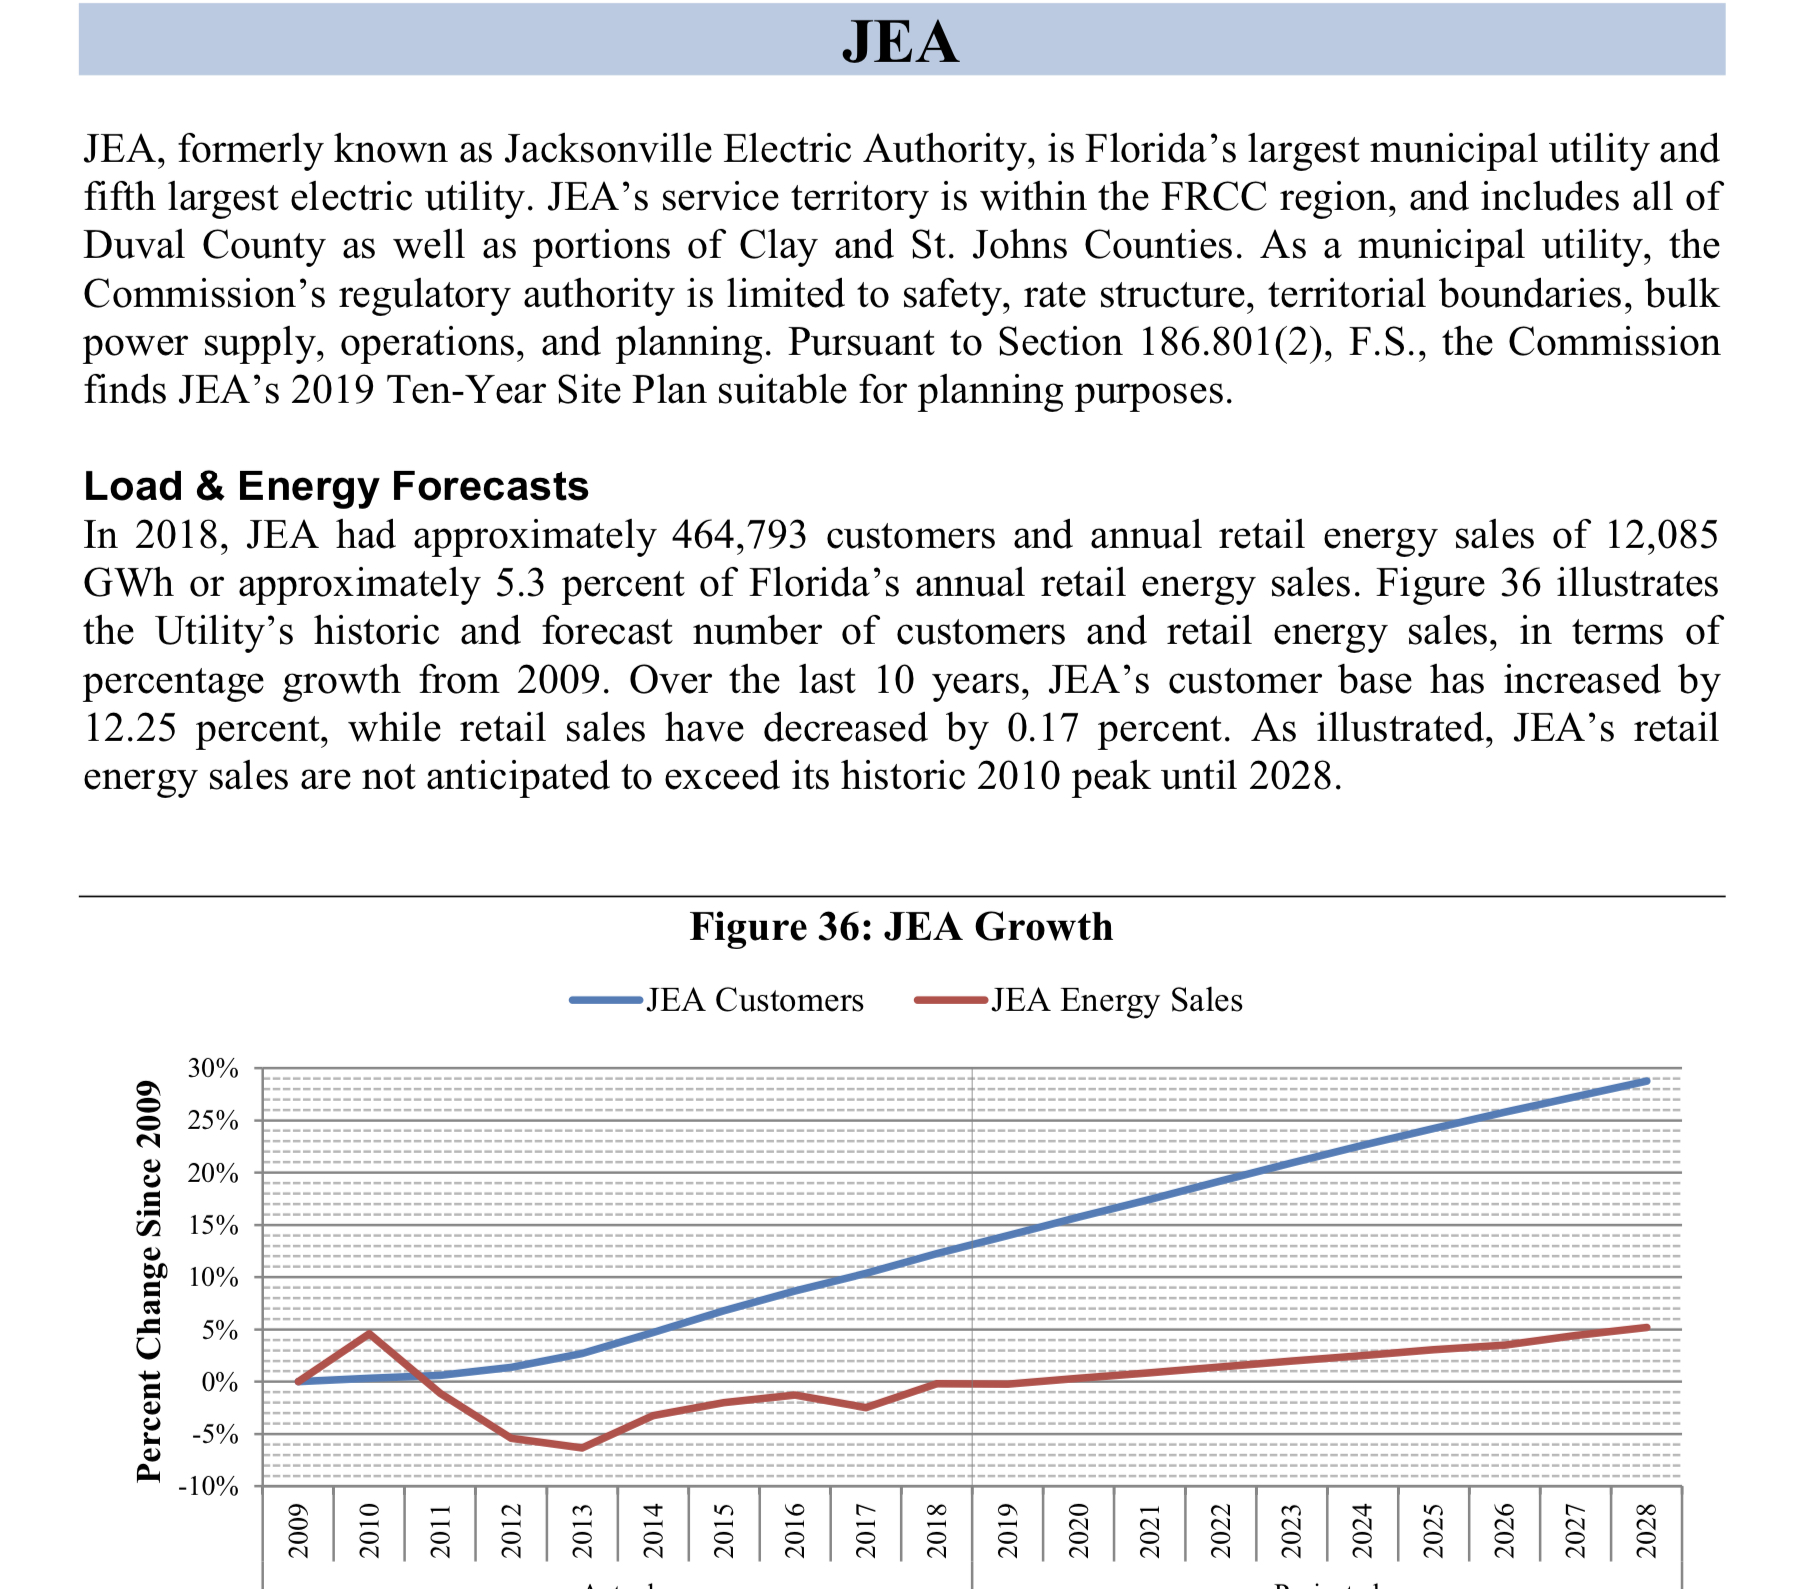 JEA
JEA, formerly known as Jacksonville Electric Authority, is Florida’s largest municipal utility and
fifth largest electric utility. JEA’s service territory is within the FRCC region, and includes all of
Duval County as well as portions of Clay and St. Johns Counties. As a municipal utility, the
Commission’s regulatory authority is limited to safety, rate structure, territorial boundaries, bulk
power supply, operations, and planning. Pursuant to Section 186.801(2), F.S., the Commission
finds JEA’s 2019 Ten-Year Site Plan suitable for planning purposes.
Load & Energy Forecasts
In 2018, JEA had approximately 464,793 customers and annual retail energy sales of 12,085
GWh or approximately 5.3 percent of Florida’s annual retail energy sales. Figure 36 illustrates
the Utility’s historic and forecast number of customers and retail energy sales, in terms of
percentage growth from 2009. Over the last 10 years, JEA’s customer base has increased by
12.25 percent, while retail sales have decreased by 0.17 percent. As illustrated, JEA’s retail
energy sales are not anticipated to exceed its historic 2010 peak until 2028.
Figure 36: JEA Growth
JEA Customers JEA Energy Sales
Percent Change Since 2009
30%
25%
20%
15%
10%
5%
0%
-5%
-10%
2009 2010 2011 2012 2013 2014 2015 2016 2017 2018 2019 2020 2021 2022 2023 2024 2025 2026 2027 2028